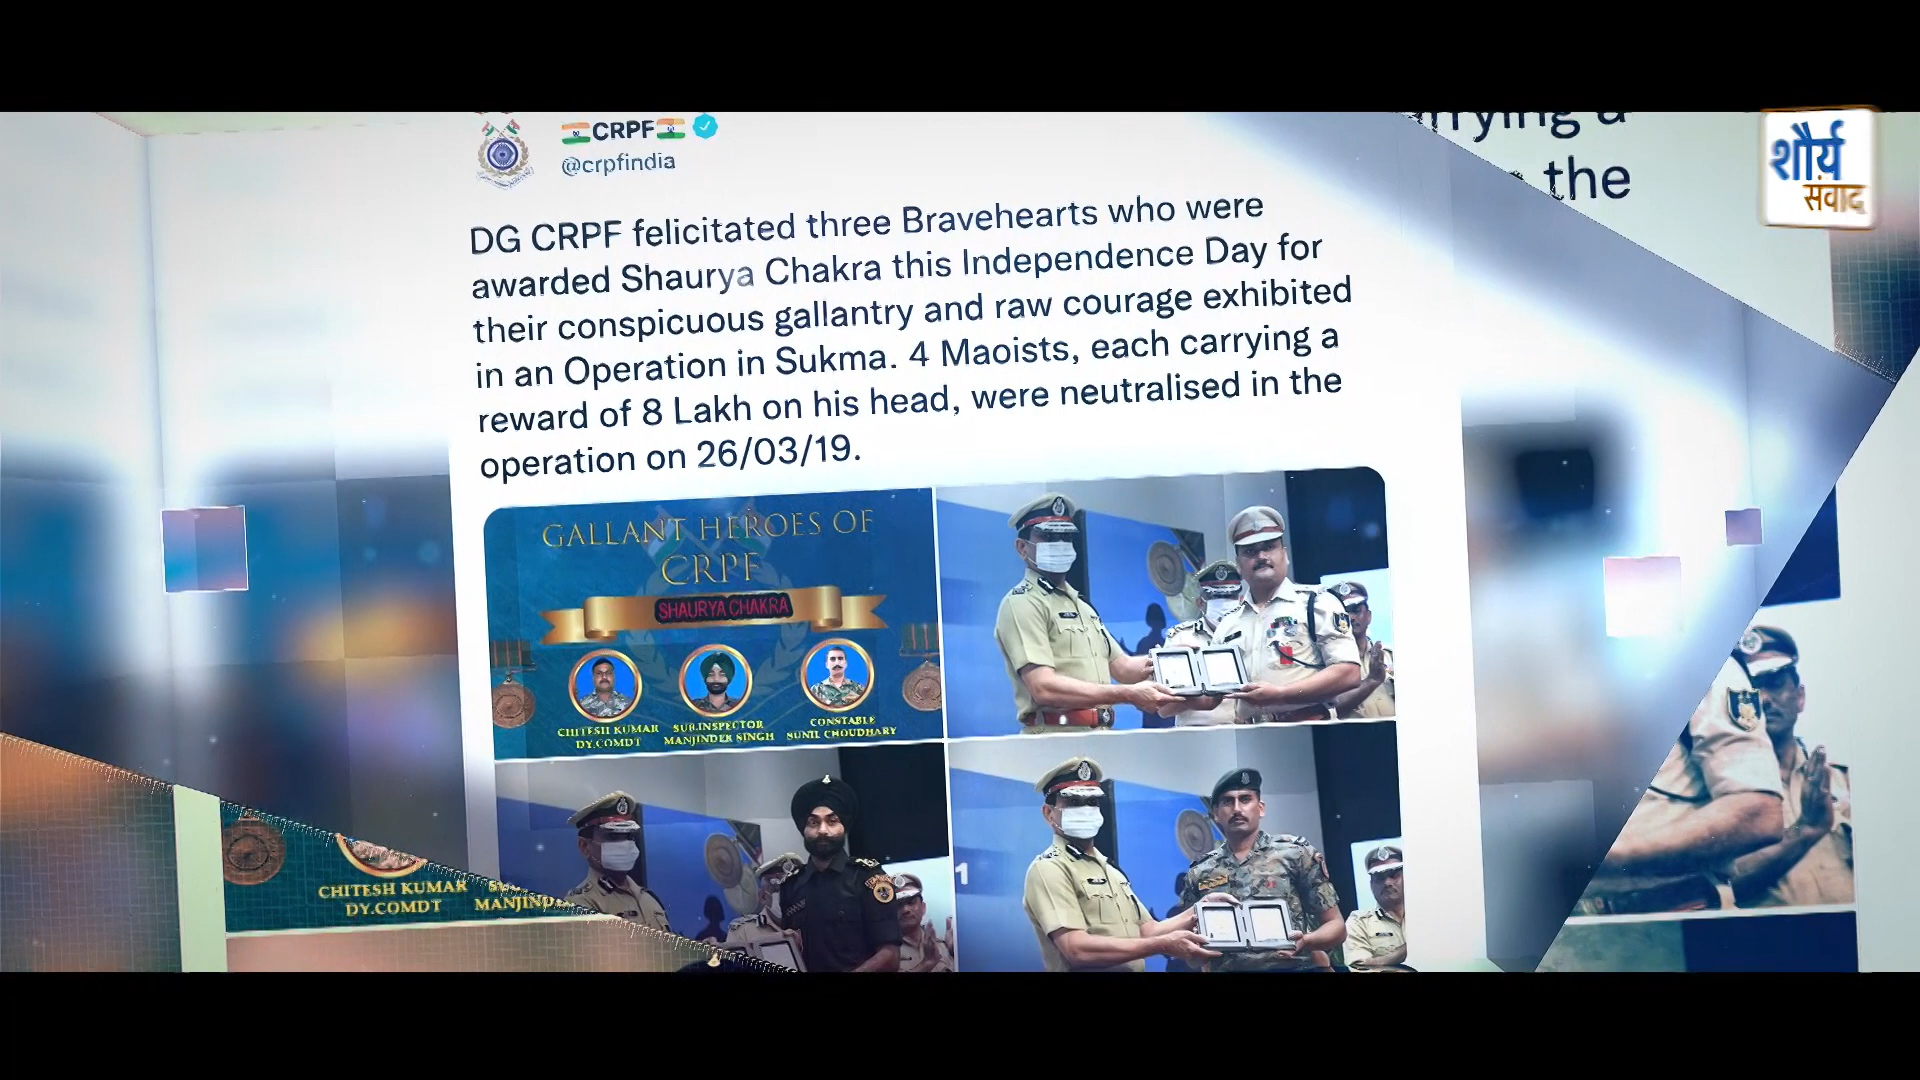 CRPF
@crpfindia
DG CRPF felicitated three Bravehearts who were
awarded Shaurya Chakra this Independence Day for
their conspicuous gallantry and raw courage exhibited
in an Operation in Sukma. 4 Maoists, each carrying a
reward of 8 Lakh on his head, were neutralised in the
operation on 26/03/19.
GALLANT HEROES OF
CRPF
SHAURYA CHAKRA
CHITESH KUMAR
DY.COMDT
SUB.INSPECTOR
MANJINDER SINGH
CONSTABLE
SUNIL CHOUDHARY
1
CHITESH KUMAR
DY.COMDT
a
the
शौर्य
संवाद